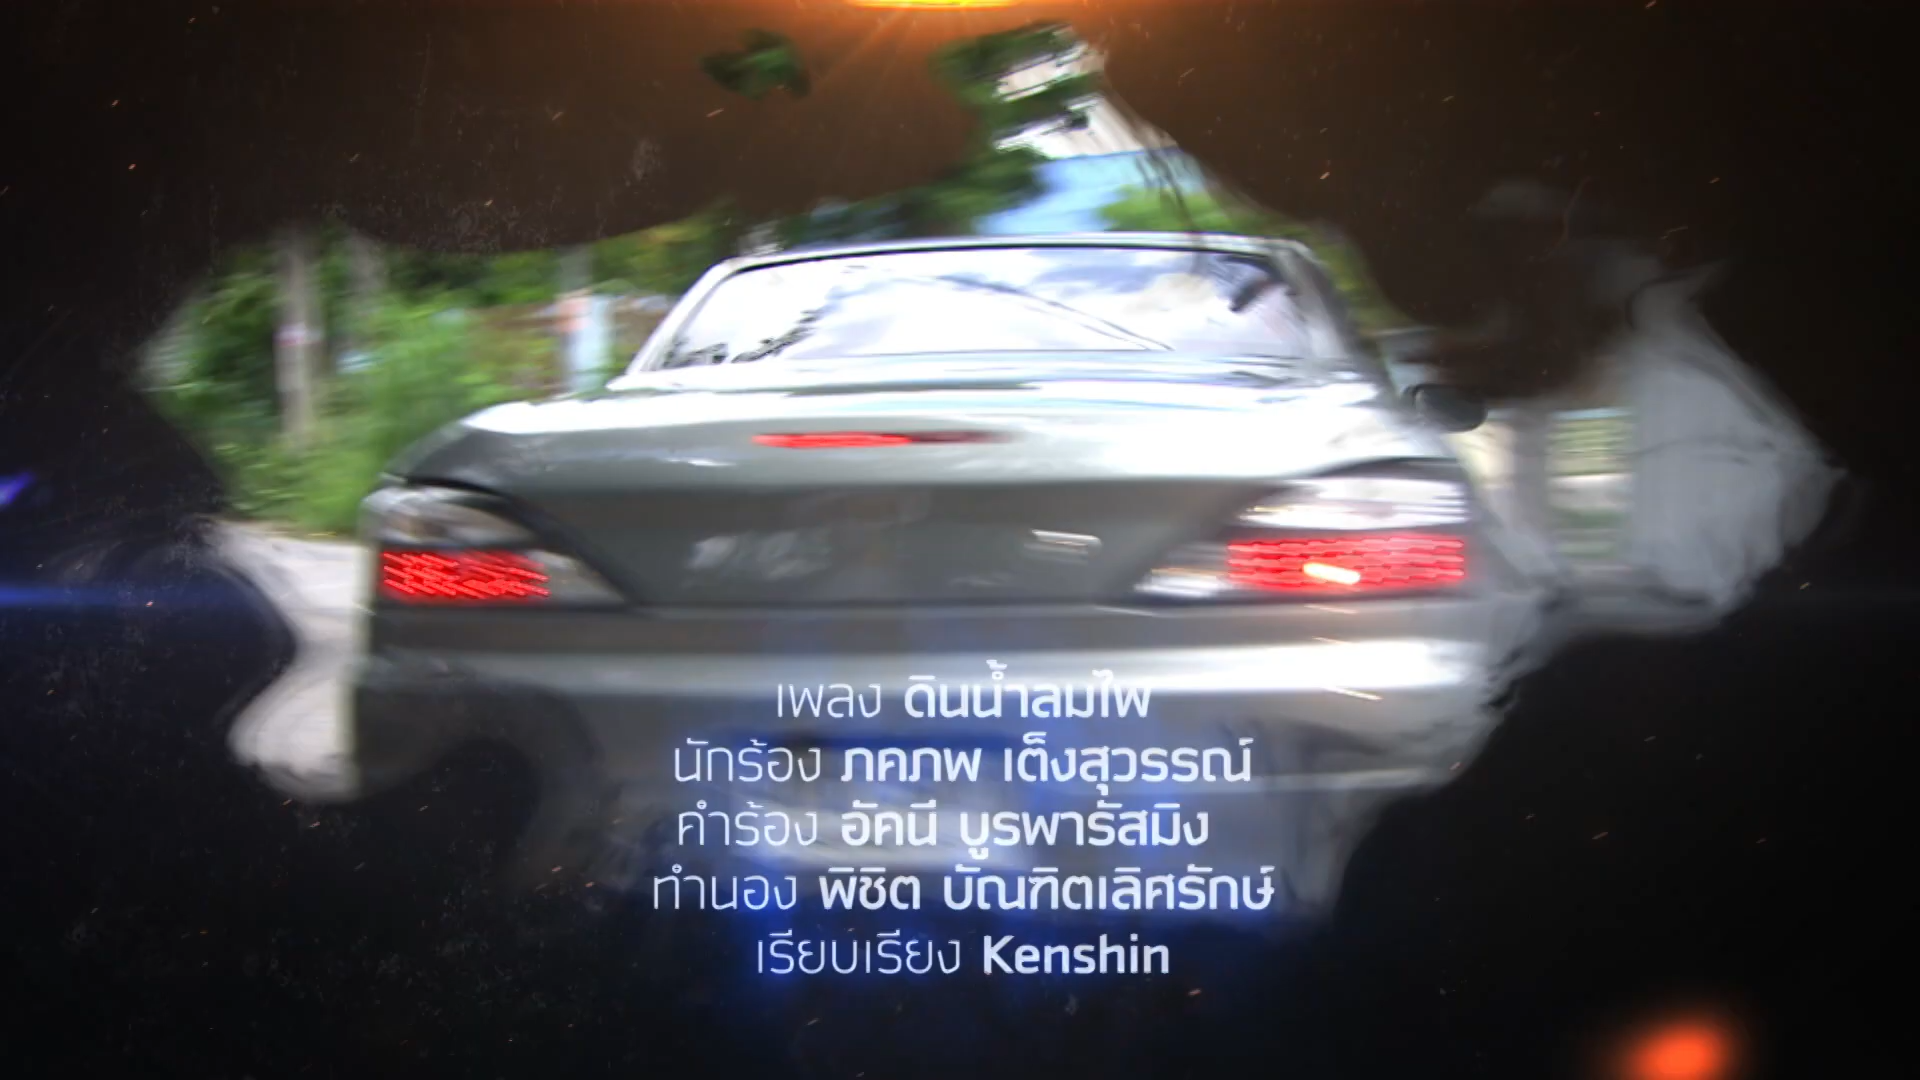 เพลง ดินน้ำลมไฟ
นักร้อง ภคภพ เต็งสุวรรณ์
คำร้อง อัคนี บูรพารัสมิง
ทำนอง พิชิต บัณฑิตเลิศรักษ์
เรียบเรียง Kenshin